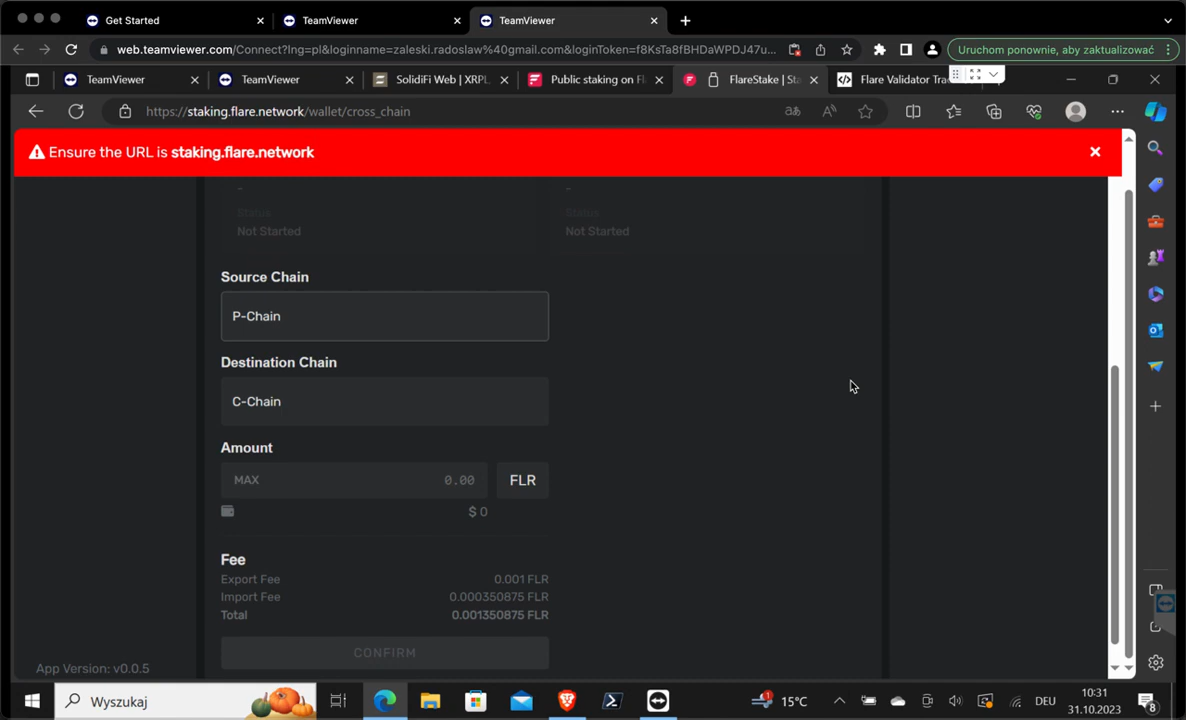 Get Started
TeamViewer
TeamViewer
web.teamviewer.com/Connect?lng=pl&loginname=zaleski.radoslaw%40gmail.com&loginToken=f8KsTa8fBHDaWPDJ47u...
Uruchom ponownie, aby zaktualizować
TeamViewer
TeamViewer
SolidiFi Web | XRPL
Public staking on Fl
FlareStake | Sta
Flare Validator Tra
https://staking.flare.network/wallet/cross_chain
Ensure the URL is staking.flare.network
- -
Status Status
Not Started Not Started
Source Chain
P-Chain
Destination Chain
C-Chain
Amount
MAX 0.00 FLR
$ 0
Fee
Export Fee 0.001 FLR
Import Fee 0.000350875 FLR
Total 0.001350875 FLR
CONFIRM
App Version: v0.0.5
Wyszukaj
15°C
DEU
10:31
31.10.2023
8